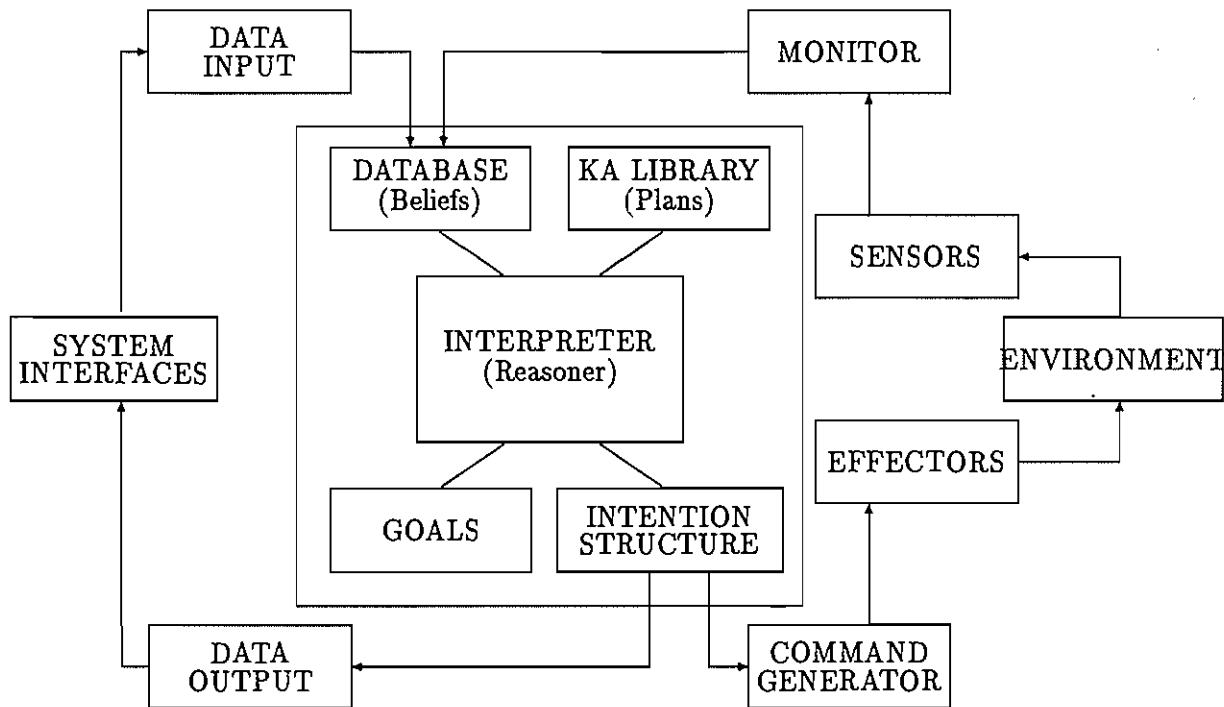 DATA
INPUT
MONITOR
DATABASE
(Beliefs)
KA LIBRARY
(Plans)
SENSORS
SYSTEM
INTERFACES
INTERPRETER
(Reasoner)
ENVIRONMENT
EFFECTORS
GOALS
INTENTION
STRUCTURE
DATA
OUTPUT
COMMAND
GENERATOR